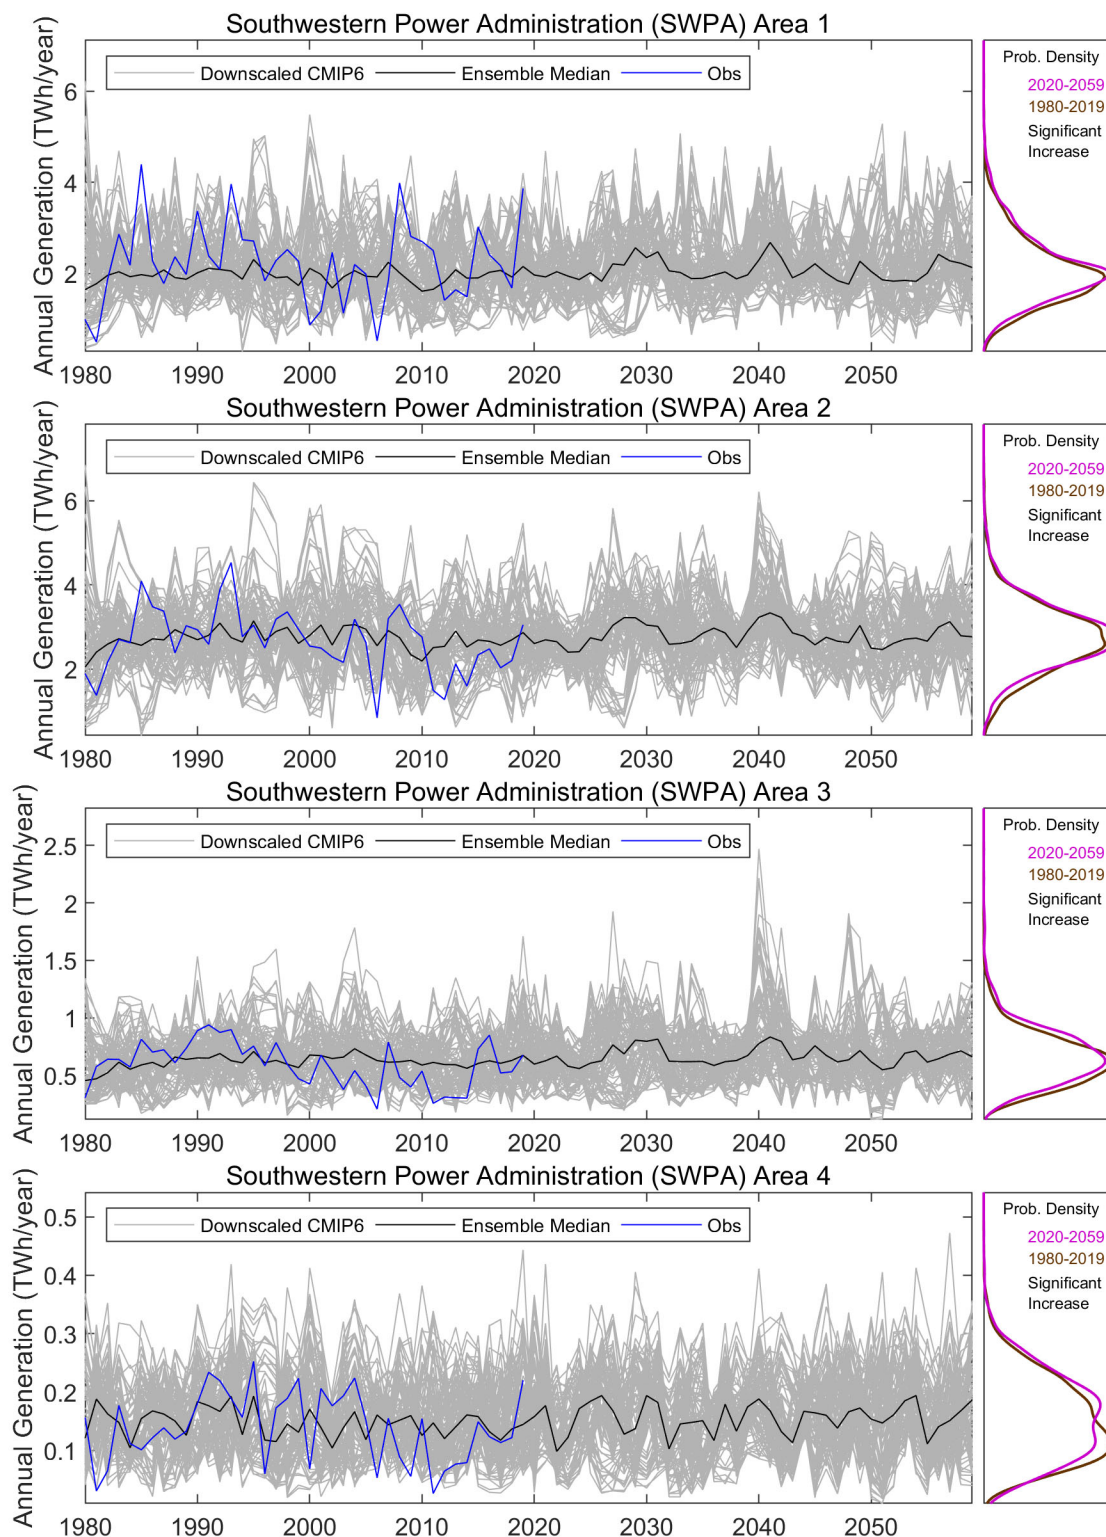 Southwestern Power Administration (SWPA) Area 1
Annual Generation (TWh/year)
Downscaled CMIP6 Ensemble Median Obs
Prob. Density
2020-2059
1980-2019
Significant
Increase
6
4
2
1980 1990 2000 2010 2020 2030 2040 2050
Southwestern Power Administration (SWPA) Area 2
Annual Generation (TWh/year)
Downscaled CMIP6 Ensemble Median Obs
Prob. Density
2020-2059
1980-2019
Significant
Increase
6
4
2
1980 1990 2000 2010 2020 2030 2040 2050
Southwestern Power Administration (SWPA) Area 3
Annual Generation (TWh/year)
Downscaled CMIP6 Ensemble Median Obs
Prob. Density
2020-2059
1980-2019
Significant
Increase
2.5
2
1.5
1
0.5
1980 1990 2000 2010 2020 2030 2040 2050
Southwestern Power Administration (SWPA) Area 4
Annual Generation (TWh/year)
Downscaled CMIP6 Ensemble Median Obs
Prob. Density
2020-2059
1980-2019
Significant
Increase
0.5
0.4
0.3
0.2
0.1
1980 1990 2000 2010 2020 2030 2040 2050